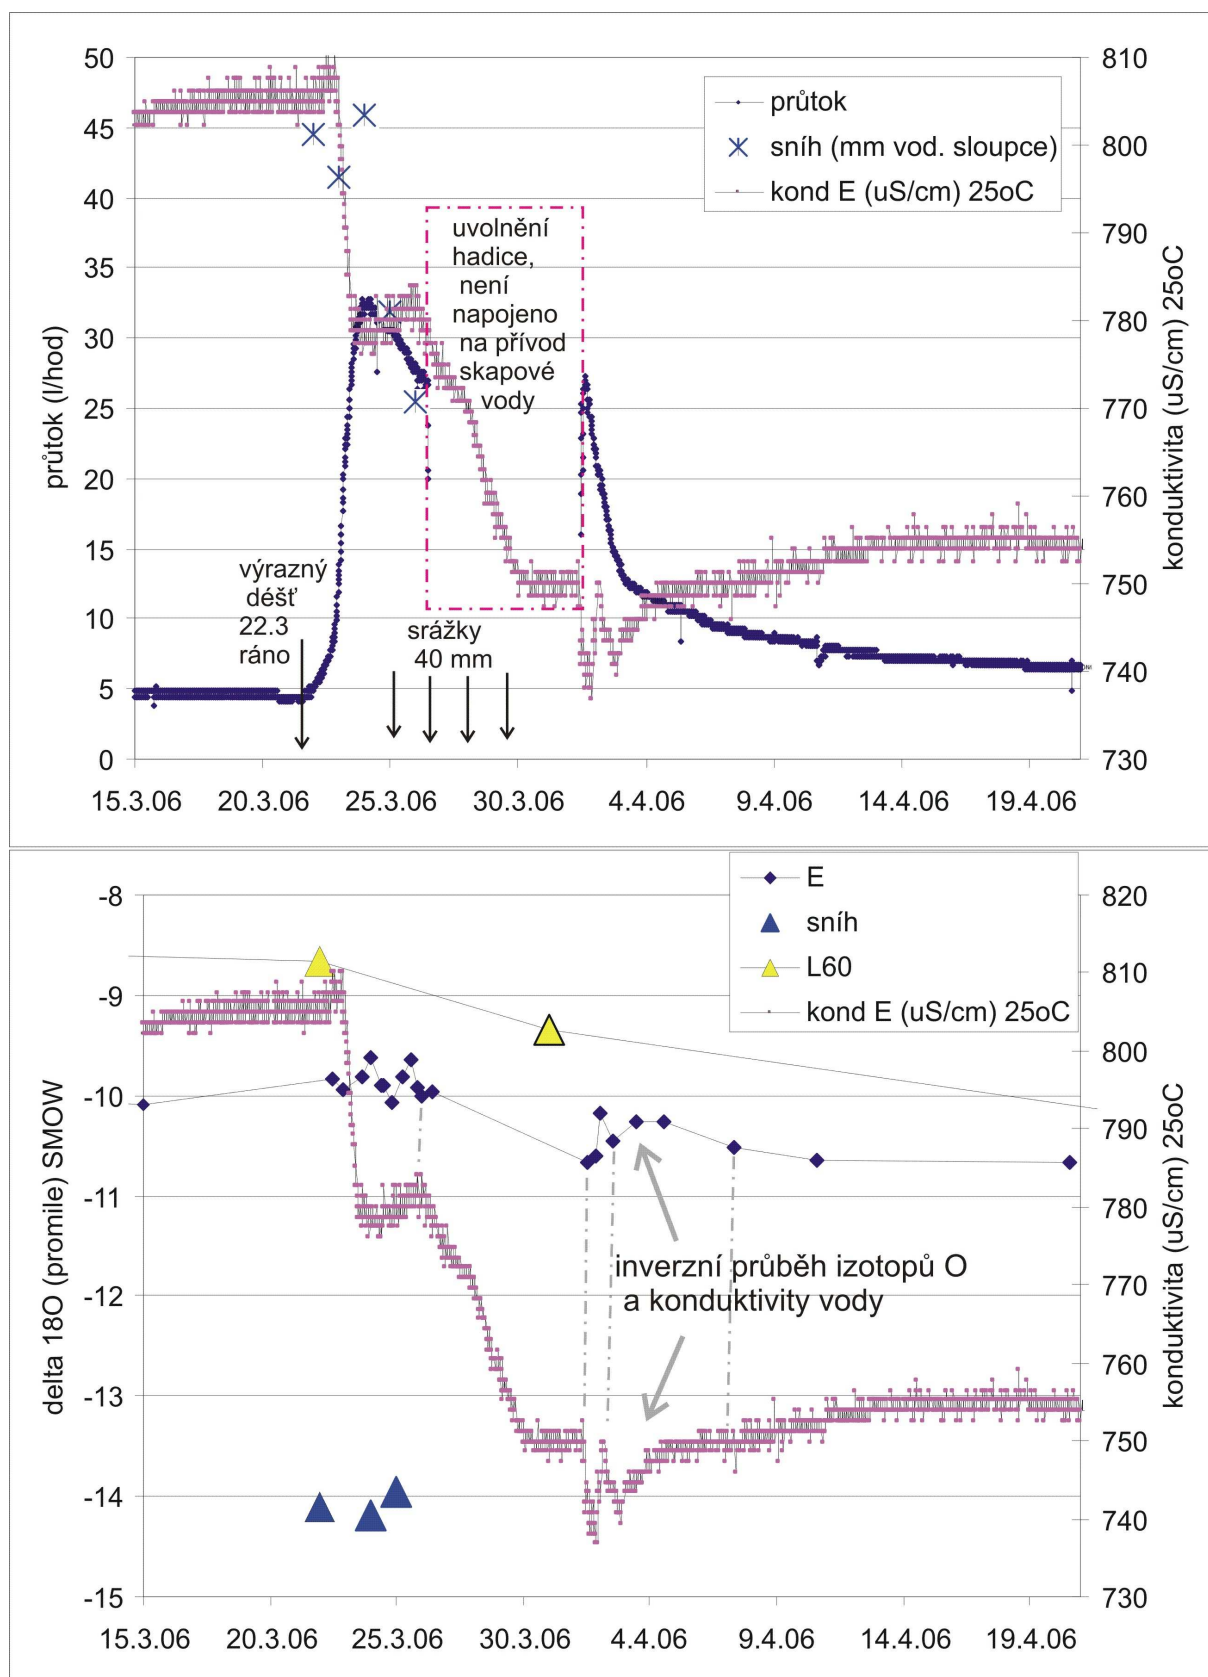 50
45
40
35
30
25
20
15
10
5
0
průtok (l/hod)
810
800
790
780
770
760
750
740
730
konduktivita (uS/cm) 25oC
průtok
sníh (mm vod. sloupce)
kond E (uS/cm) 25oC
uvolnění
hadice,
není
napojeno
na přívod
skapové
vody
výrazný
déšť
22.3
ráno
srážky
40 mm
15.3.06 20.3.06 25.3.06 30.3.06 4.4.06 9.4.06 14.4.06 19.4.06
-8
-9
-10
-11
-12
-13
-14
-15
delta 18O (promile) SMOW
820
810
800
790
780
770
760
750
740
730
konduktivita (uS/cm) 25oC
E
sníh
L60
kond E (uS/cm) 25oC
inverzní průběh izotopů O
a konduktivity vody
15.3.06 20.3.06 25.3.06 30.3.06 4.4.06 9.4.06 14.4.06 19.4.06